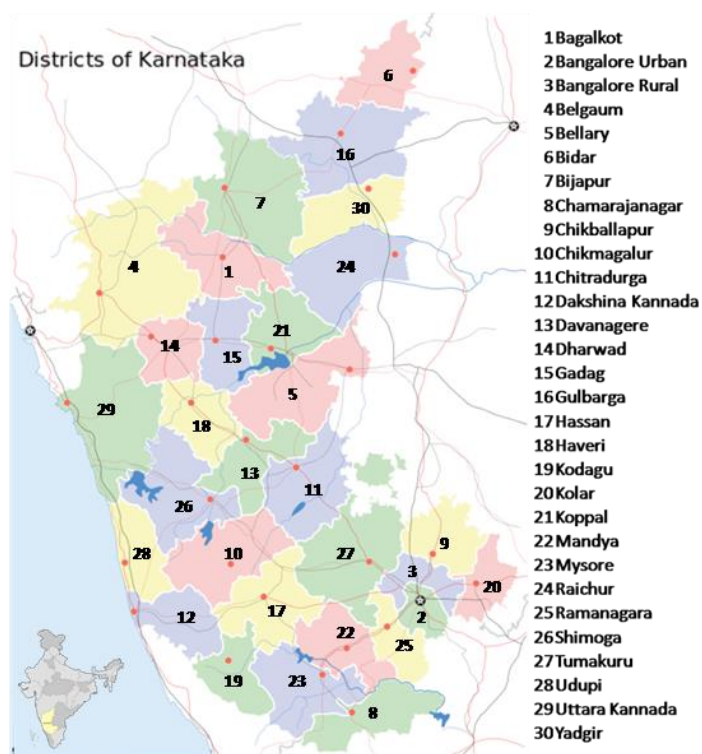 Districts of Karnataka
1 Bagalkot
2 Bangalore Urban
3 Bangalore Rural
4 Belgaum
5 Bellary
6 Bidar
7 Bijapur
8 Chamarajanagar
9 Chikballapur
10 Chikmagalur
11 Chitradurga
12 Dakshina Kannada
13 Davanagere
14 Dharwad
15 Gadag
16 Gulbarga
17 Hassan
18 Haveri
19 Kodagu
20 Kolar
21 Koppal
22 Mandya
23 Mysore
24 Raichur
25 Ramanagara
26 Shimoga
27 Tumakuru
28 Udupi
29 Uttara Kannada
30 Yadgir
6
16
7
30
4
1
24
14
15
21
29
18
5
13
26
11
28
10
27
9
3
20
12
17
2
22
25
19
23
8